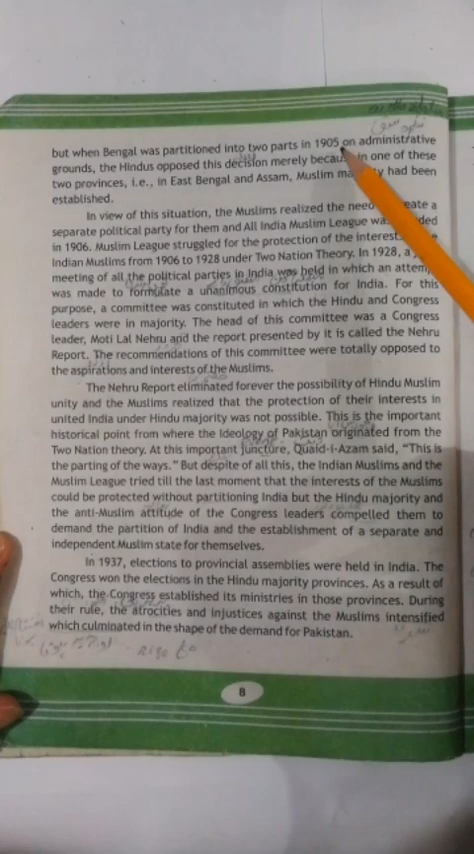 but when Bengal was partitioned into two parts in 1905 on administrative
grounds, the Hindus opposed this decision merely because in one of these
two provinces, i.e., in East Bengal and Assam, Muslim had been
established.
In view of this situation, the Muslims realized the need create a
separate political party for them and All India Muslim League
in 1906. Muslim League struggled for the protection of the
Indian Muslims from 1906 to 1928 under Two Nation Theory. In 1928, a
meeting of all the political parties in India was held in which an
was made to formulate a unanimous constitution for India. For this
purpose, a committee was constituted in which the Hindu and Congress
leaders were in majority. The head of this committee was a Congress
leader, Moti Lal Nehru and the report presented by it is called the Nehru
Report. The recommendations of this committee were totally opposed to
the aspirations and interests of the Muslims.
The Nehru Report eliminated forever the possibility of Hindu Muslim
unity and the Muslims realized that the protection of their interests in
united India under Hindu majority was not possible. This is the important
historical point from where the Ideology of Pakistan originated from the
Two Nation theory. At this important juncture, Quaid-i-Azam said, "This is
the parting of the ways." But despite of all this, the Indian Muslims and the
Muslim League tried till the last moment that the interests of the Muslims
could be protected without partitioning India but the Hindu majority and
the anti-Muslim attitude of the Congress leaders compelled them to
demand the partition of India and the establishment of a separate and
independent Muslim state for themselves.
In 1937, elections to provincial assemblies were held in India. The
Congress won the elections in the Hindu majority provinces. As a result of
which, the Congress established its ministries in those provinces. During
their rule, the atrocities and injustices against the Muslims intensified
which culminated in the shape of the demand for Pakistan.
8